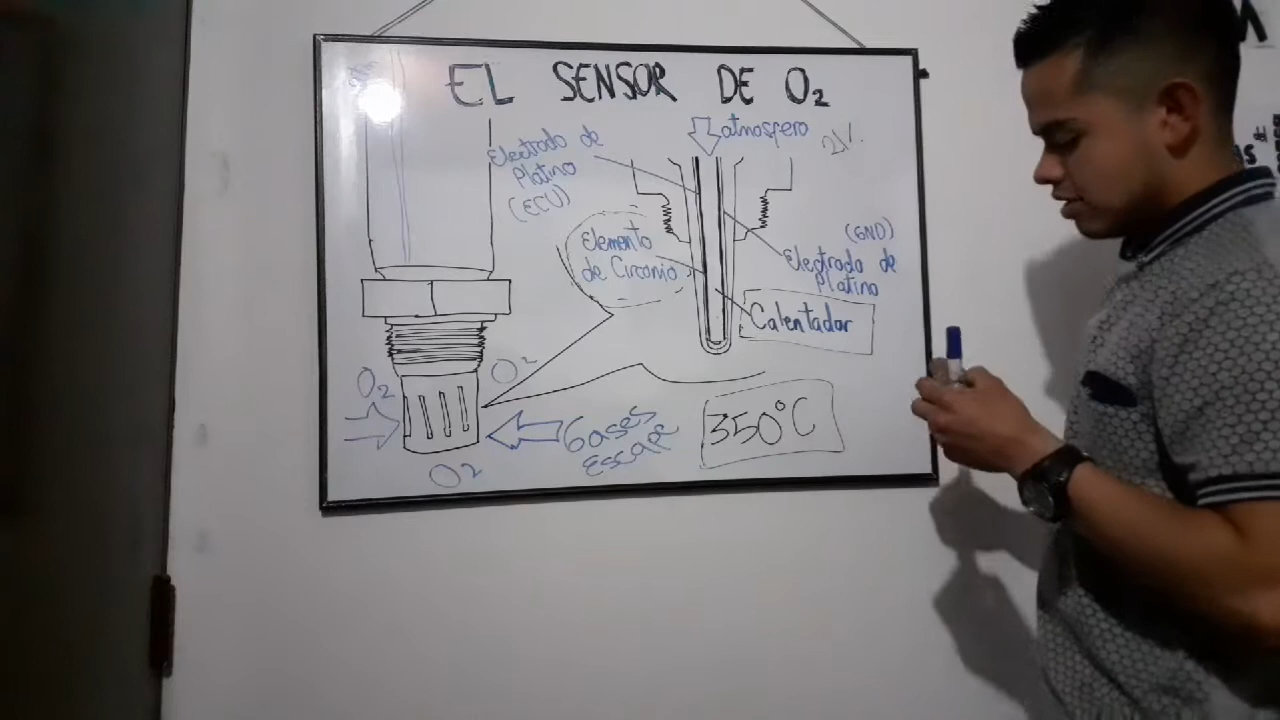 EL SENSOR DE O2
atmosfera
Electrodo de
Platino
(ECU)
Elemento
de Circonio
(GND)
Electrodo de
Platino
Calentador
O2
O2
Gases
Escape
350°C
O2